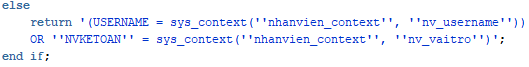 else
return '(USERNAME = sys_context(''nhanvien_context'', ''nv_username''))
OR ''NVKETOAN'' = sys_context(''nhanvien_context'', ''nv_vaitro'')';
end if;